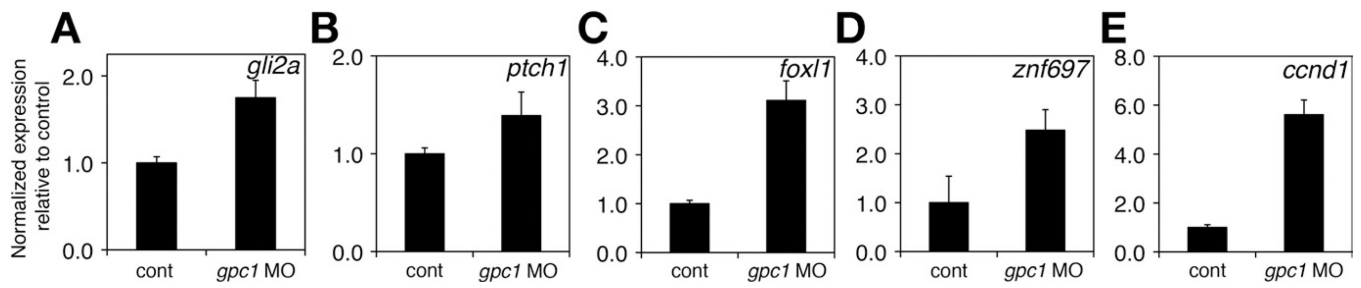 A
B
C
D
E
Normalized expression
relative to control
gli2a
2.0
1.0
0.0
cont
gpc1 MO
ptch1
2.0
1.0
0.0
cont
gpc1 MO
foxl1
4.0
3.0
2.0
1.0
0.0
cont
gpc1 MO
znf697
4.0
3.0
2.0
1.0
0.0
cont
gpc1 MO
ccnd1
8.0
6.0
4.0
2.0
0.0
cont
gpc1 MO